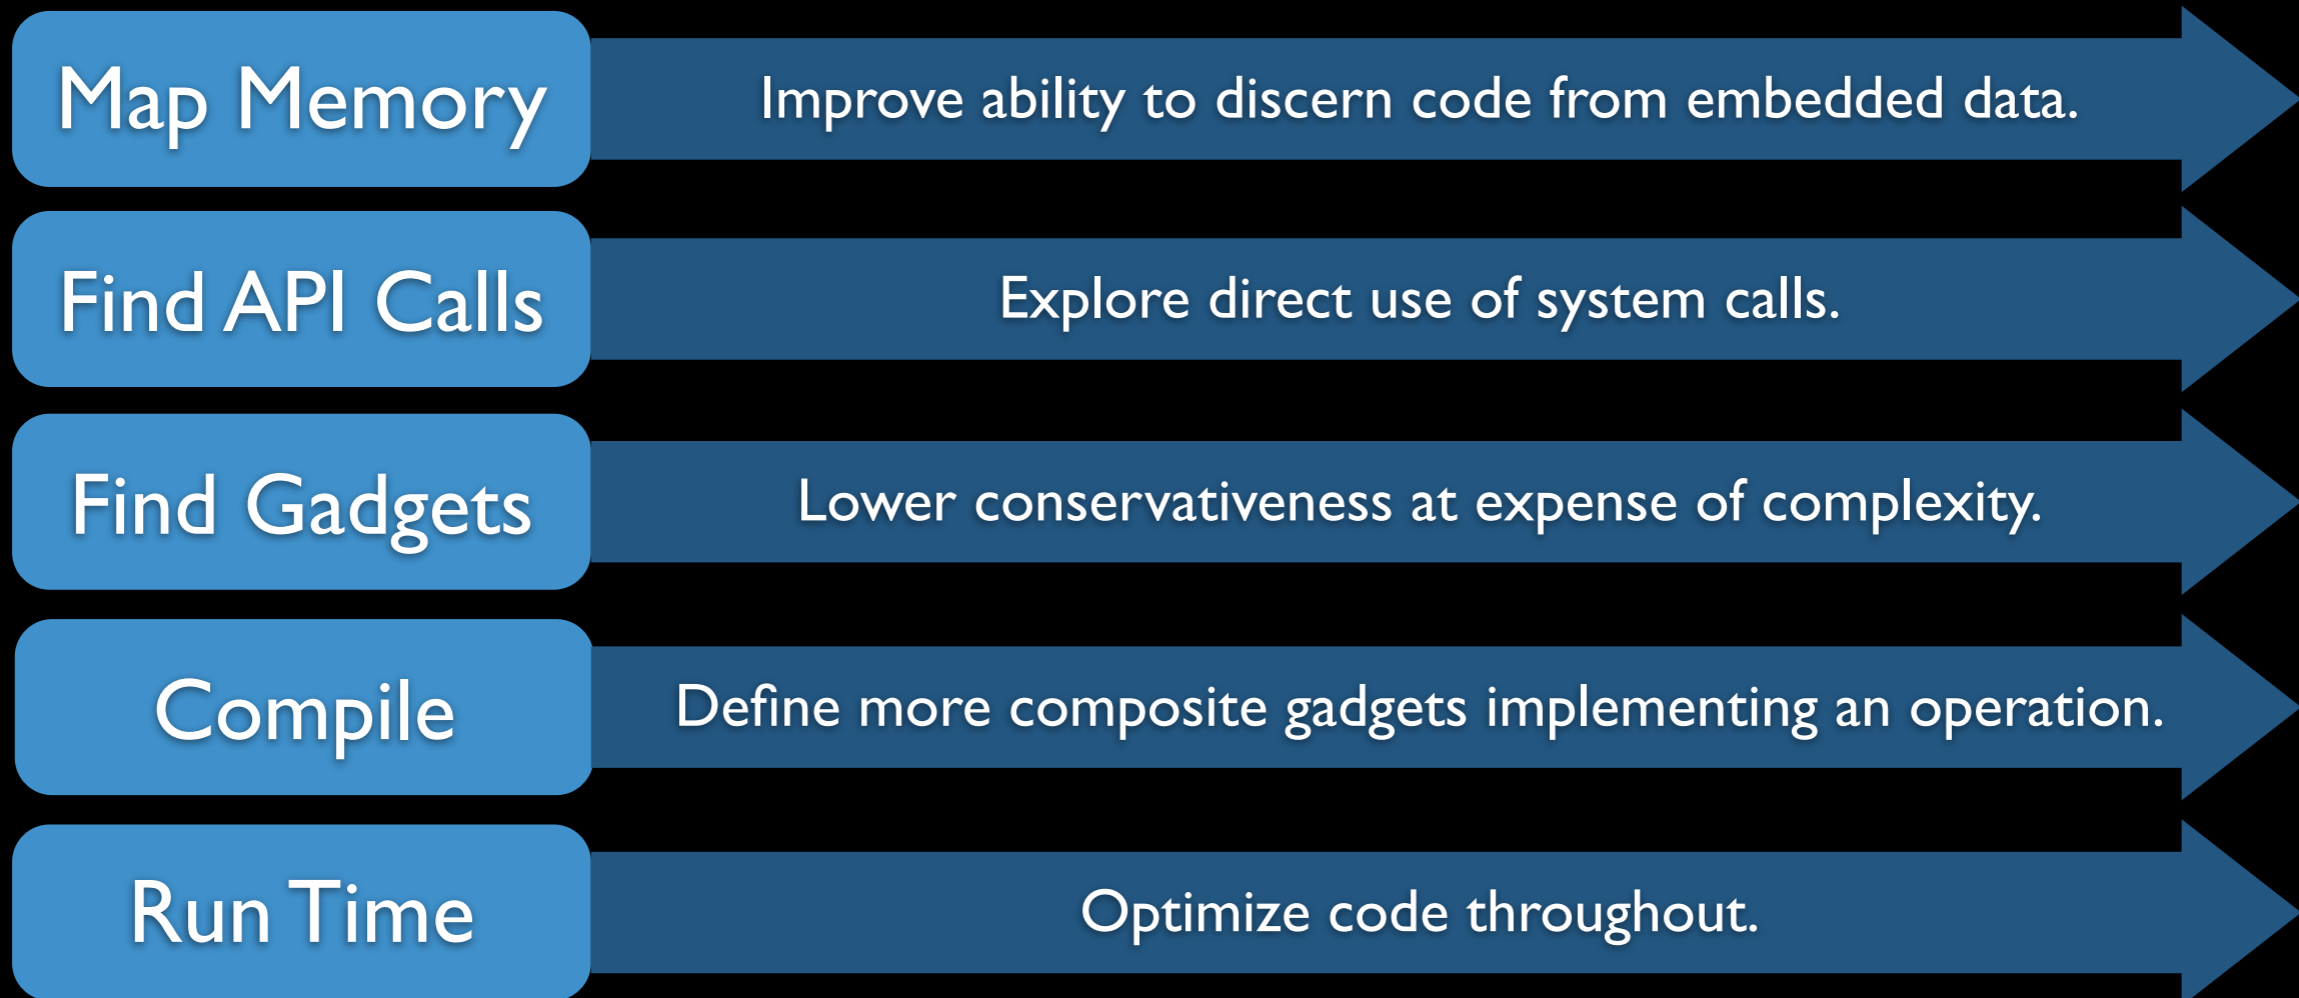 Map Memory
Improve ability to discern code from embedded data.
Find API Calls
Explore direct use of system calls.
Find Gadgets
Lower conservativeness at expense of complexity.
Compile
Define more composite gadgets implementing an operation.
Run Time
Optimize code throughout.